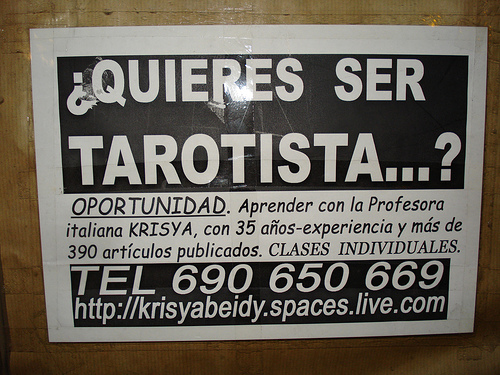 ¿QUIERES SER
TAROTISTA...?
OPORTUNIDAD. Aprender con la Profesora
italiana KRISYA, con 35 años-experiencia y más de
390 artículos publicados. CLASES INDIVIDUALES.
TEL 690 650 669
http://krisyabeidy.spaces.live.com